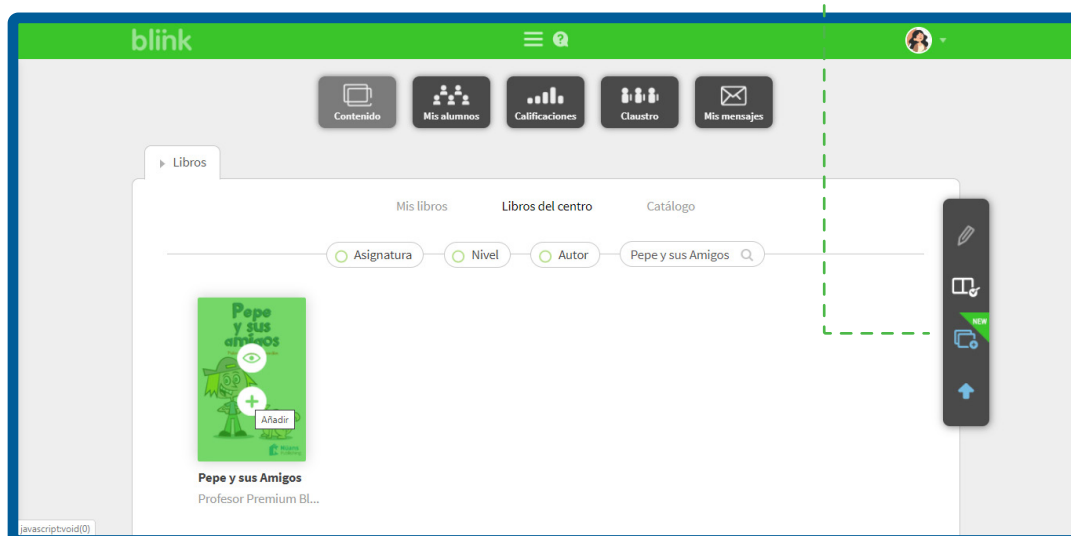 bliink
Contenido
Mis alumnos
Calificaciones
Claustro
Mis mensajes
Libros
Mis libros
Libros del centro
Catálogo
Asignatura
Nivel
Autor
Pepe y sus Amigos
NEW
Pepe
y sus
amigos
Añadir
Pepe y sus Amigos
Profesor Premium Bl...
javascript:void(0)